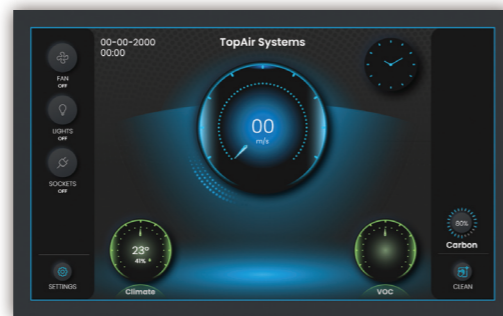 00-00-2000
00:00
TopAir Systems
FAN
OFF
LIGHTS
OFF
SOCKETS
OFF
SETTINGS
00
m/s
23°
41%
Climate
VOC
80%
Carbon
CLEAN